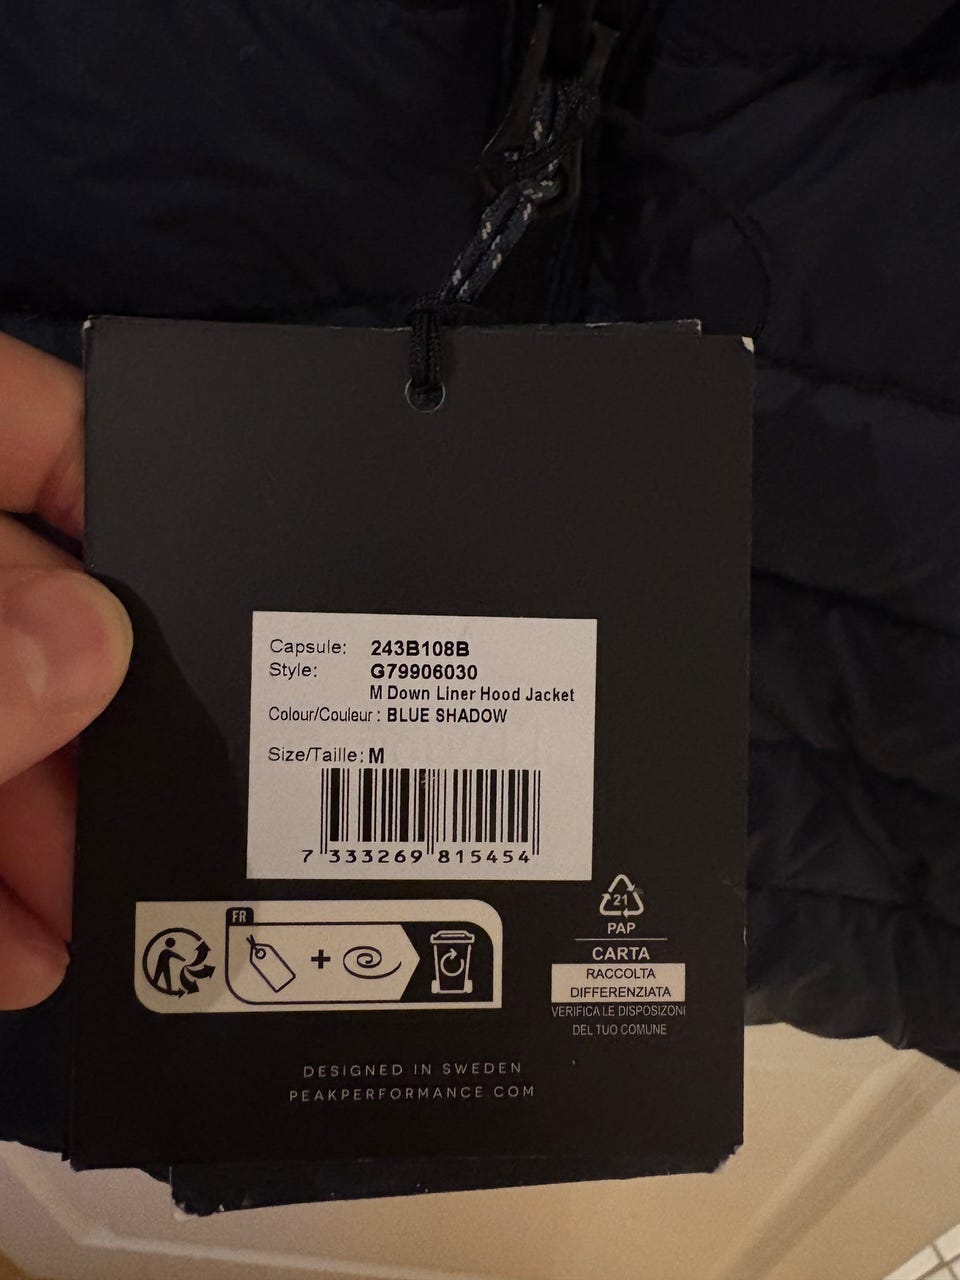 Capsule: 243B108B
Style: G79906030
M Down Liner Hood Jacket
Colour/Couleur : BLUE SHADOW
Size/Taille: M
7 333269 815454
FR
21
PAP
CARTA
RACCOLTA
DIFFERENZIATA
VERIFICA LE DISPOSIZONI
DEL TUO COMUNE
DESIGNED IN SWEDEN
PEAKPERFORMANCE.COM